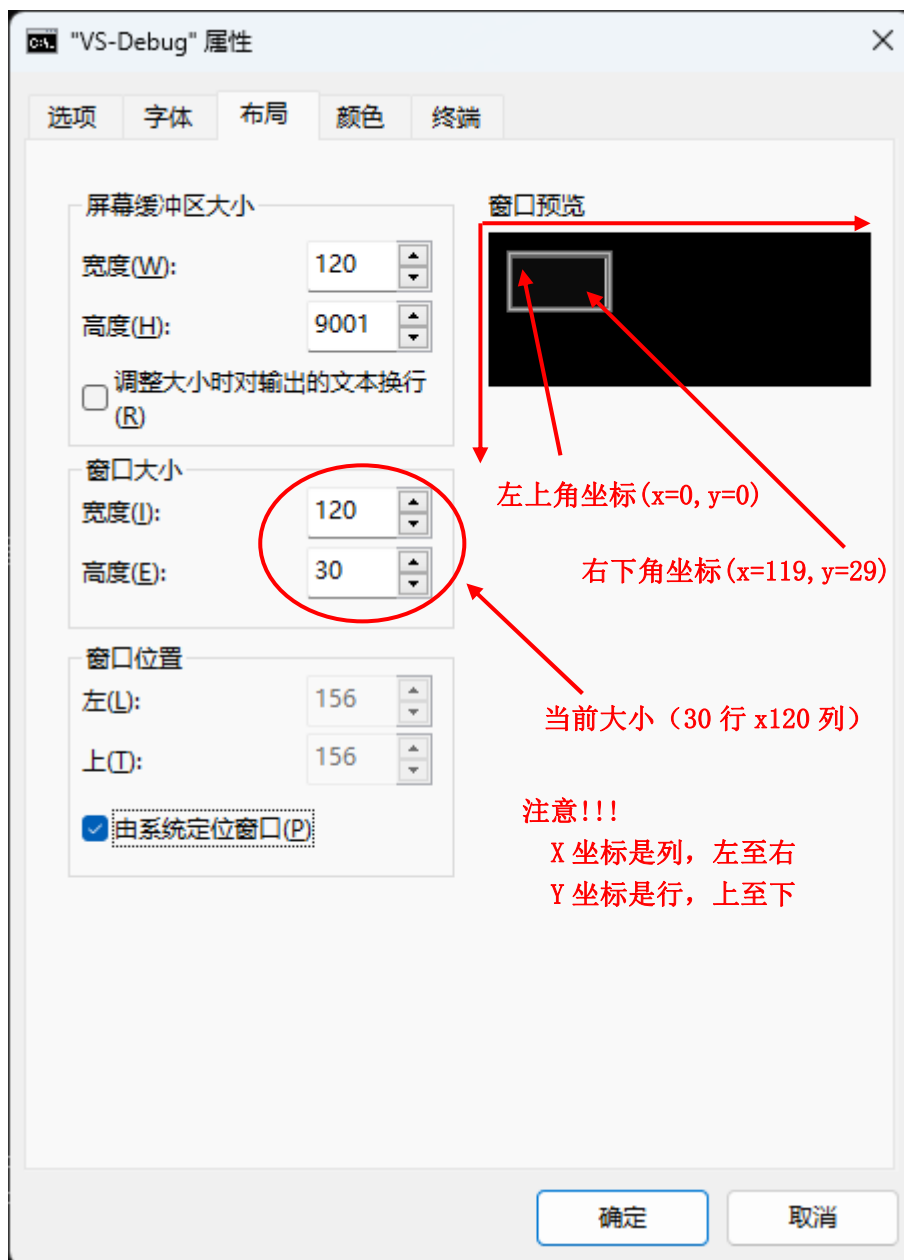 "VS-Debug" 属性
选项 字体 布局 颜色 终端
屏幕缓冲区大小
宽度(W): 120
高度(H): 9001
调整大小时对输出的文本换行
(R)
窗口大小
宽度(I): 120
高度(E): 30
窗口位置
左(L): 156
上(T): 156
由系统定位窗口(P)
窗口预览
左上角坐标(x=0,y=0)
右下角坐标(x=119,y=29)
当前大小（30 行 x120 列）
注意!!!
X 坐标是列，左至右
Y 坐标是行，上至下
确定 取消